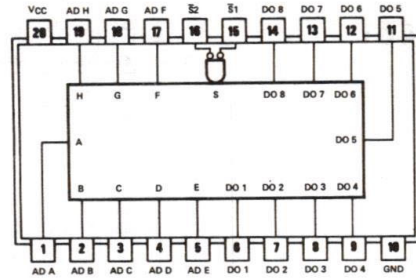 VCC AD H AD G AD F S2 S1 DO 8 DO 7 DO 6 DO 5
20 19 18 17 16 15 14 13 12 11
H G F S DO 8 DO 7 DO 6
A DO 5
B C D E DO 1 DO 2 DO 3 DO 4
1 2 3 4 5 6 7 8 9 10
AD A AD B AD C AD D AD E DO 1 DO 2 DO 3 DO 4 GND